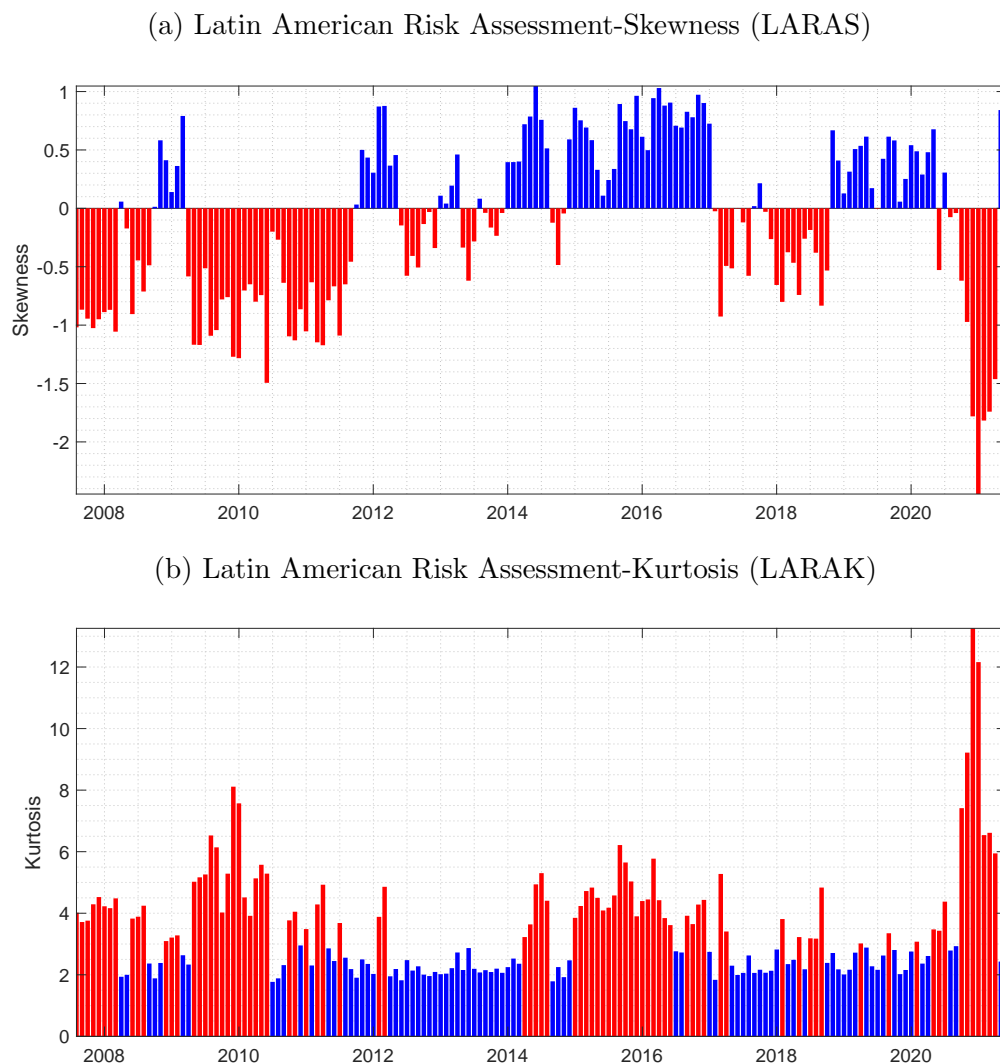 (a) Latin American Risk Assessment-Skewness (LARAS)
1
0.5
0
-0.5
-1
-1.5
-2
Skewness
2008 2010 2012 2014 2016 2018 2020
(b) Latin American Risk Assessment-Kurtosis (LARAK)
12
10
8
6
4
2
0
Kurtosis
2008 2010 2012 2014 2016 2018 2020